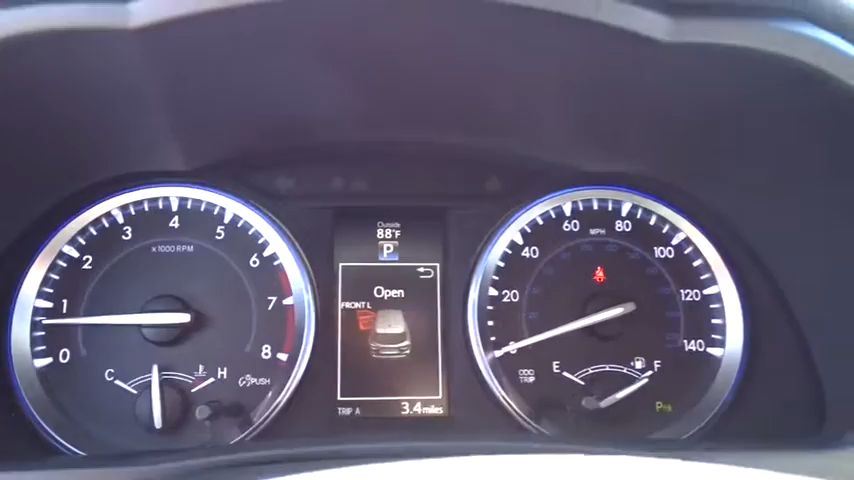 Outside
88°F
P
Open
FRONT L
TRIP A 3.4 miles
x1000 RPM
0
1
2
3
4
5
6
7
8
C H
PUSH
MPH
0
20
40
60
80
100
120
140
ODO
TRIP
E F
P